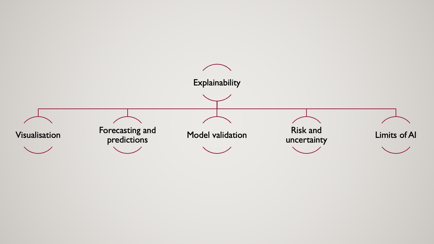 Explainability
Visualisation
Forecasting and
predictions
Model validation
Risk and
uncertainty
Limits of AI